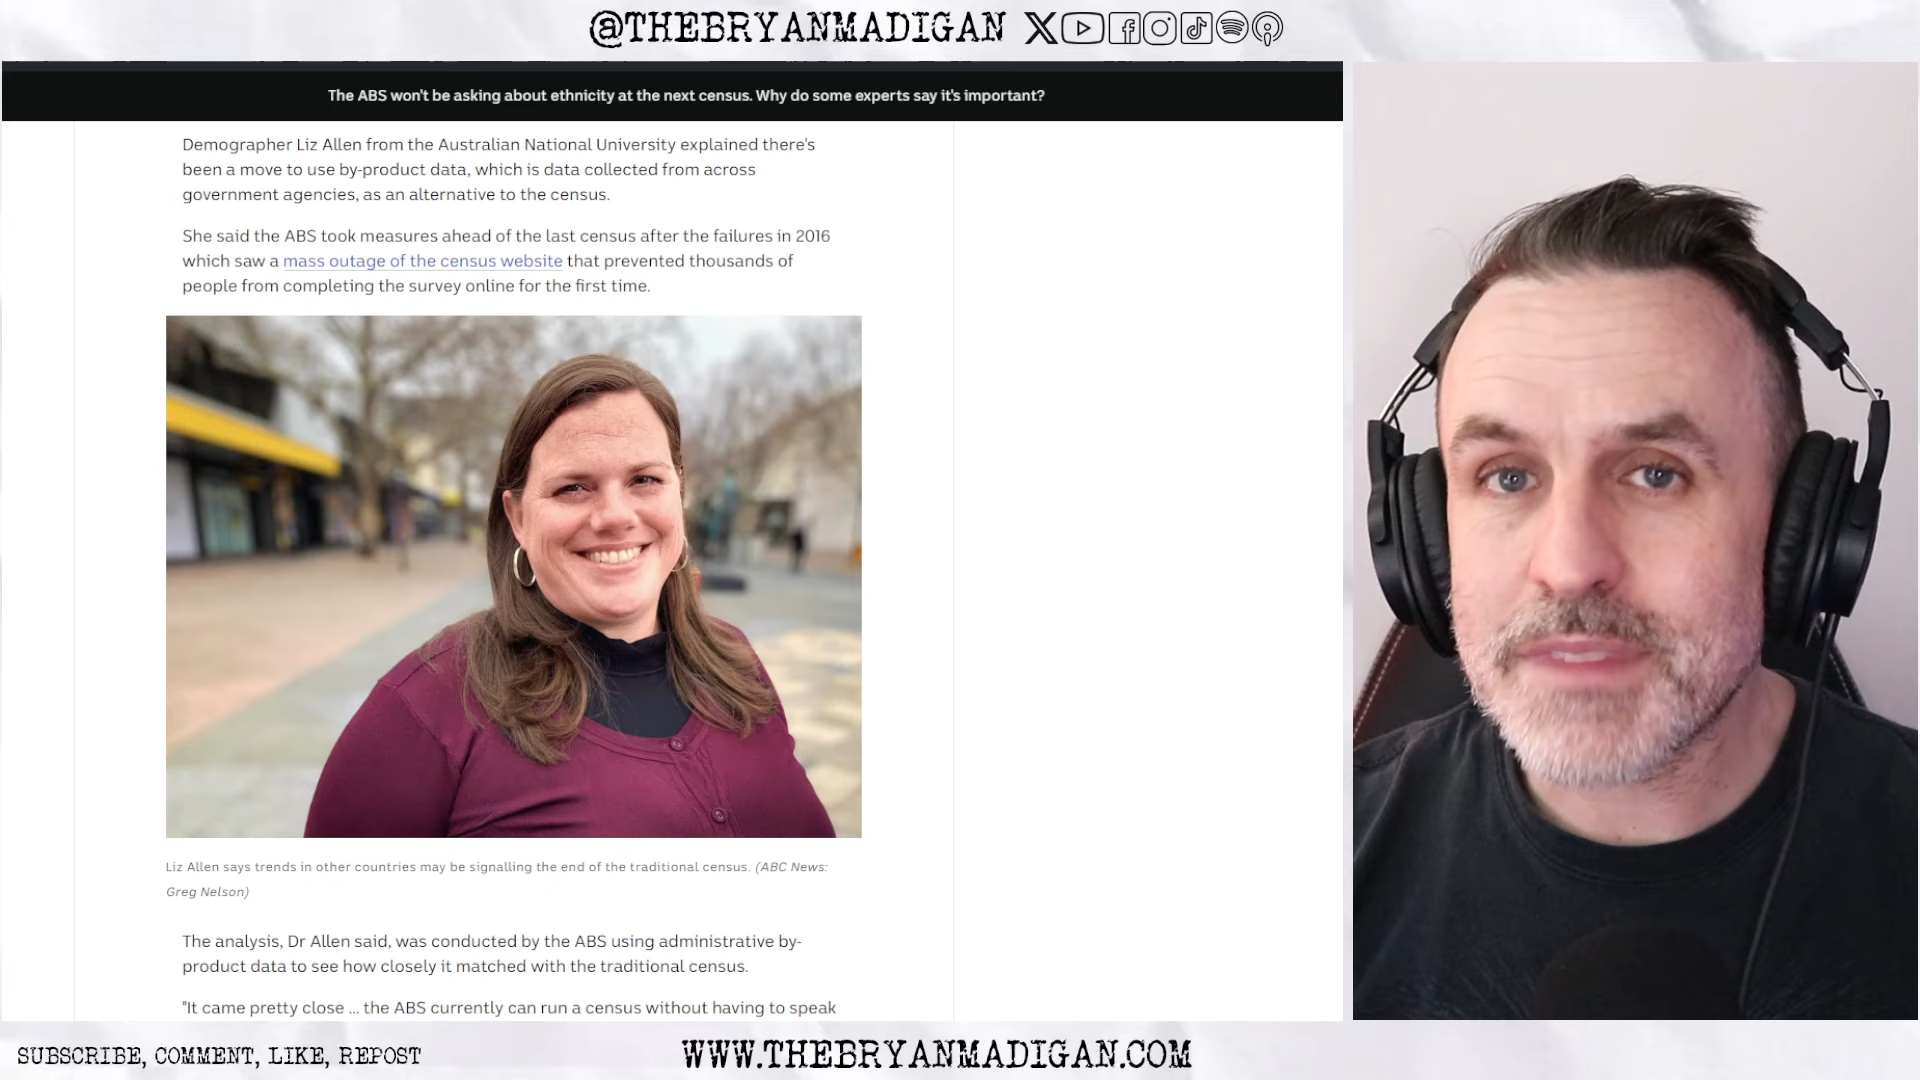 @THEBRYANMADIGAN
The ABS won't be asking about ethnicity at the next census. Why do some experts say it's important?
Demographer Liz Allen from the Australian National University explained there's
been a move to use by-product data, which is data collected from across
government agencies, as an alternative to the census.
She said the ABS took measures ahead of the last census after the failures in 2016
which saw a mass outage of the census website that prevented thousands of
people from completing the survey online for the first time.
Liz Allen says trends in other countries may be signalling the end of the traditional census. (ABC News:
Greg Nelson)
The analysis, Dr Allen said, was conducted by the ABS using administrative by-
product data to see how closely it matched with the traditional census.
"It came pretty close ... the ABS currently can run a census without having to speak
SUBSCRIBE, COMMENT, LIKE, REPOST
WWW.THEBRYANMADIGAN.COM